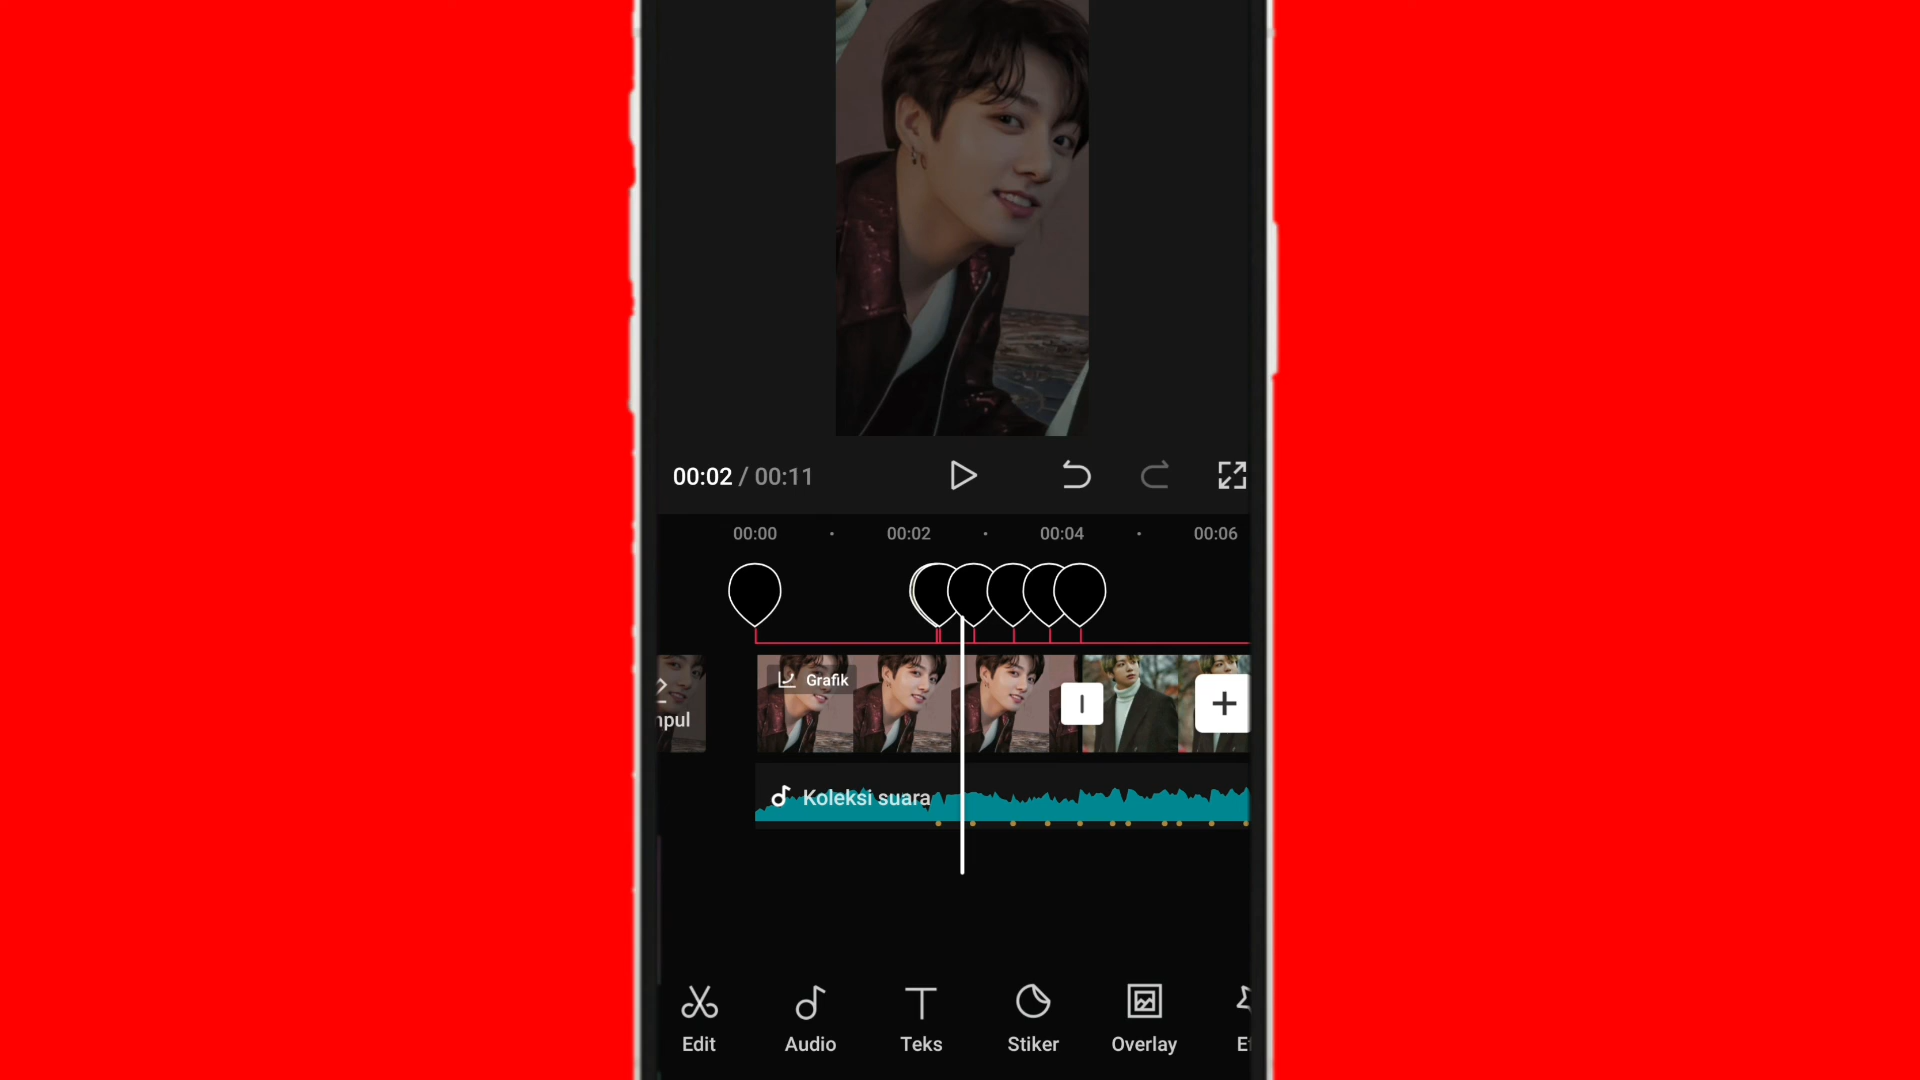 00:02 / 00:11
00:00 00:02 00:04 00:06
Grafik
npul
Koleksi suara
Edit Audio Teks Stiker Overlay